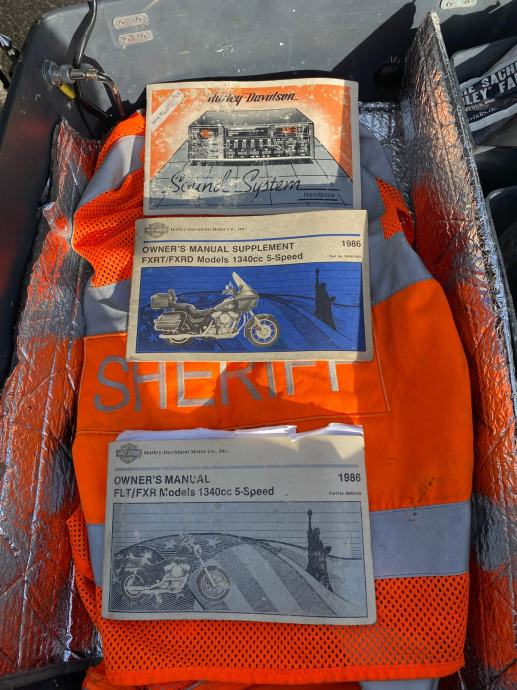 Harley-Davidson
Sound System
Handbook
Harley-Davidson Motor Co., Inc.
OWNER'S MANUAL SUPPLEMENT 1986
FXRT/FXRD Models 1340cc 5-Speed
SHERIFF
Harley-Davidson Motor Co., Inc.
OWNER'S MANUAL 1986
FLT/FXR Models 1340cc 5-Speed